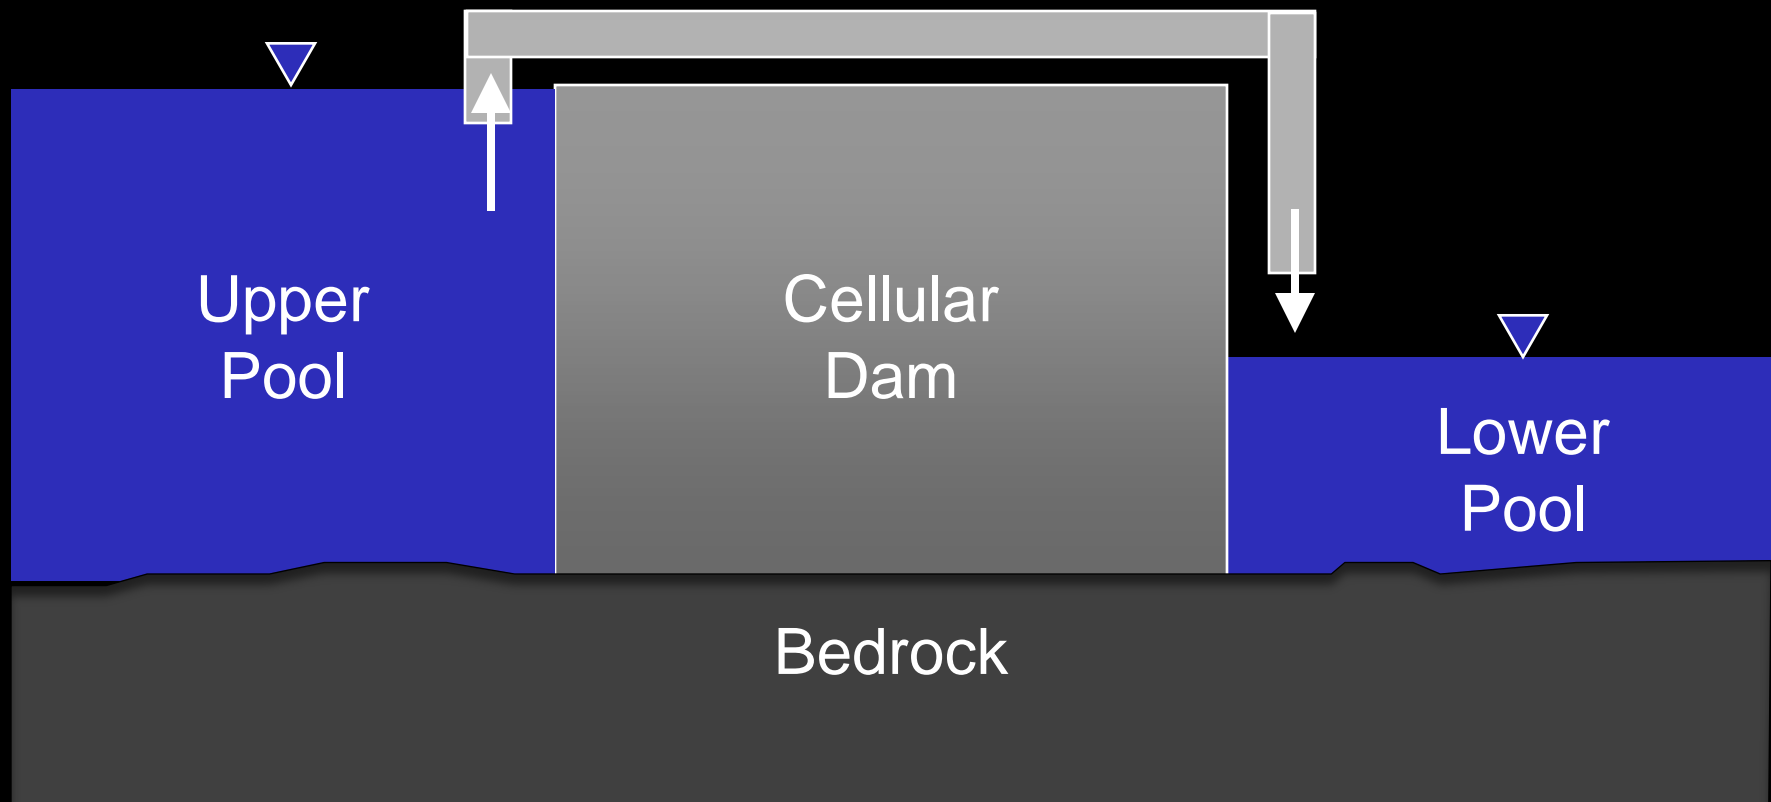 Upper
Pool
Cellular
Dam
Lower
Pool
Bedrock